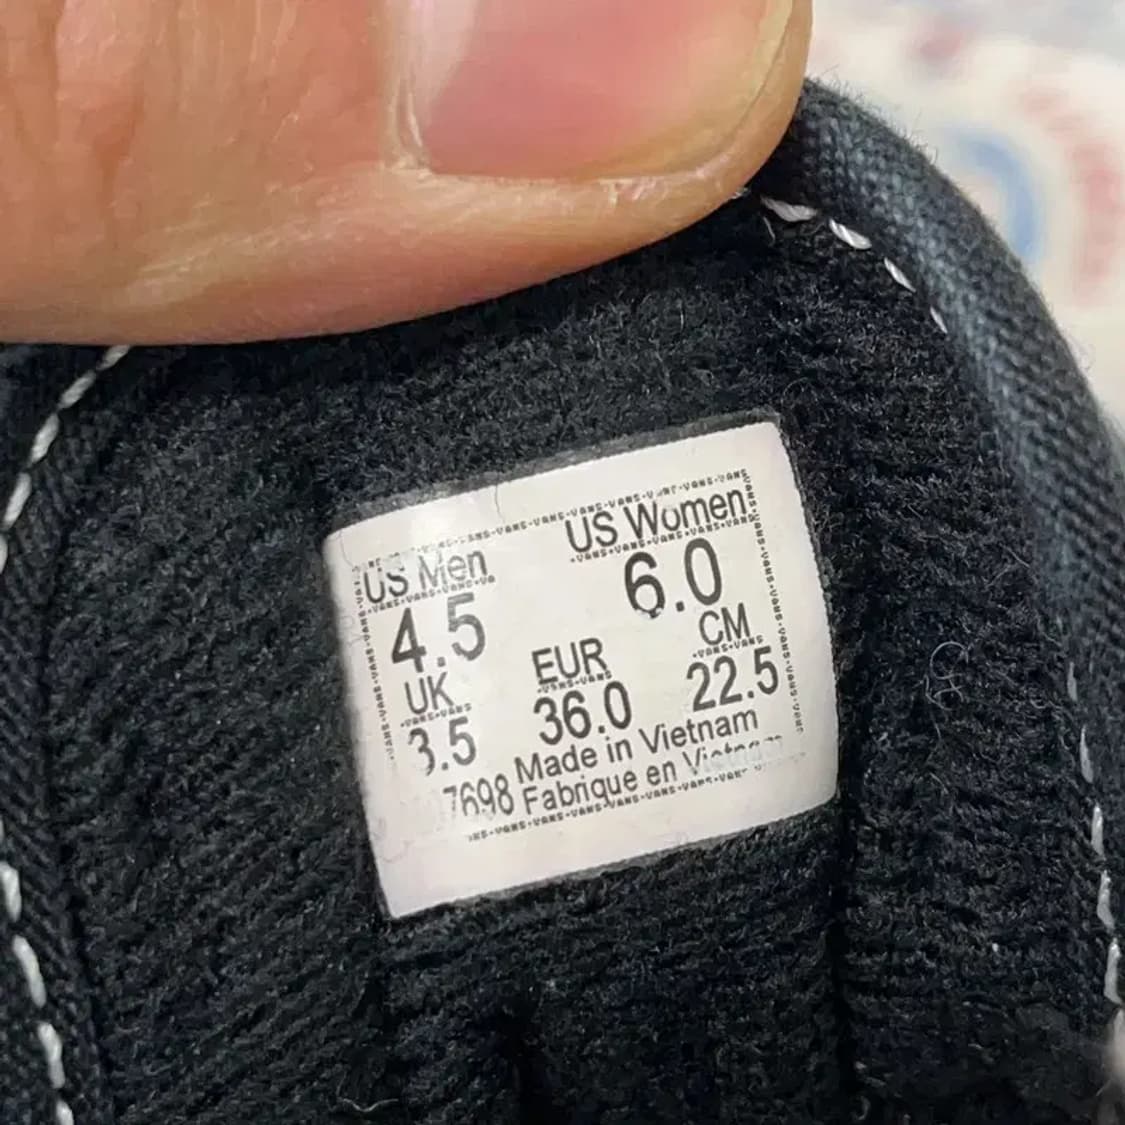 US Men US Women
4.5 6.0
UK EUR CM
3.5 36.0 22.5
Made in Vietnam
7698 Fabrique en Vietnam